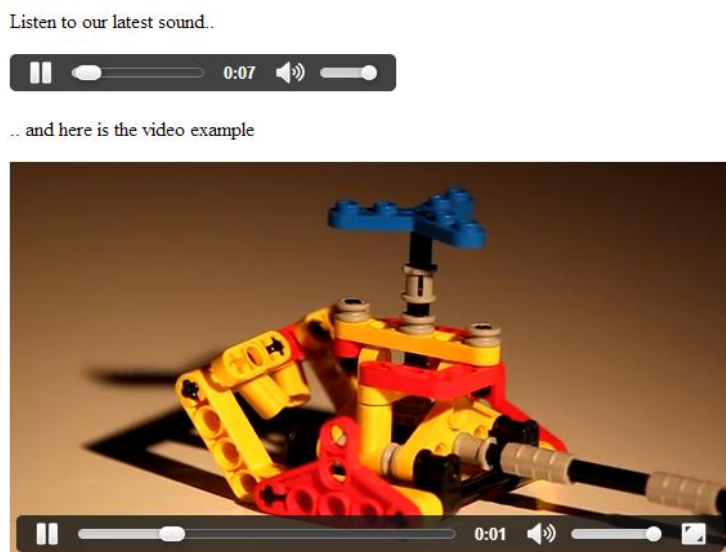 Listen to our latest sound..
0:07
.. and here is the video example
0:01